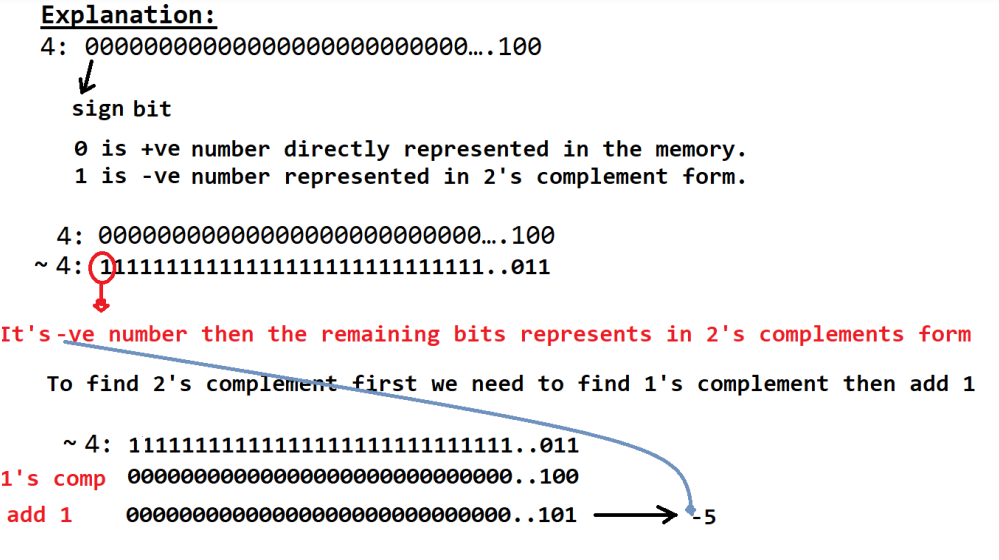 Explanation:
4: 00000000000000000000000000….100
sign bit
0 is +ve number directly represented in the memory.
1 is -ve number represented in 2's complement form.
4: 00000000000000000000000000….100
~ 4: 11111111111111111111111111111..011
It's -ve number then the remaining bits represents in 2's complements form
To find 2's complement first we need to find 1's complement then add 1
~ 4: 11111111111111111111111111111..011
1's comp 00000000000000000000000000000..100
add 1 00000000000000000000000000000..101 -5